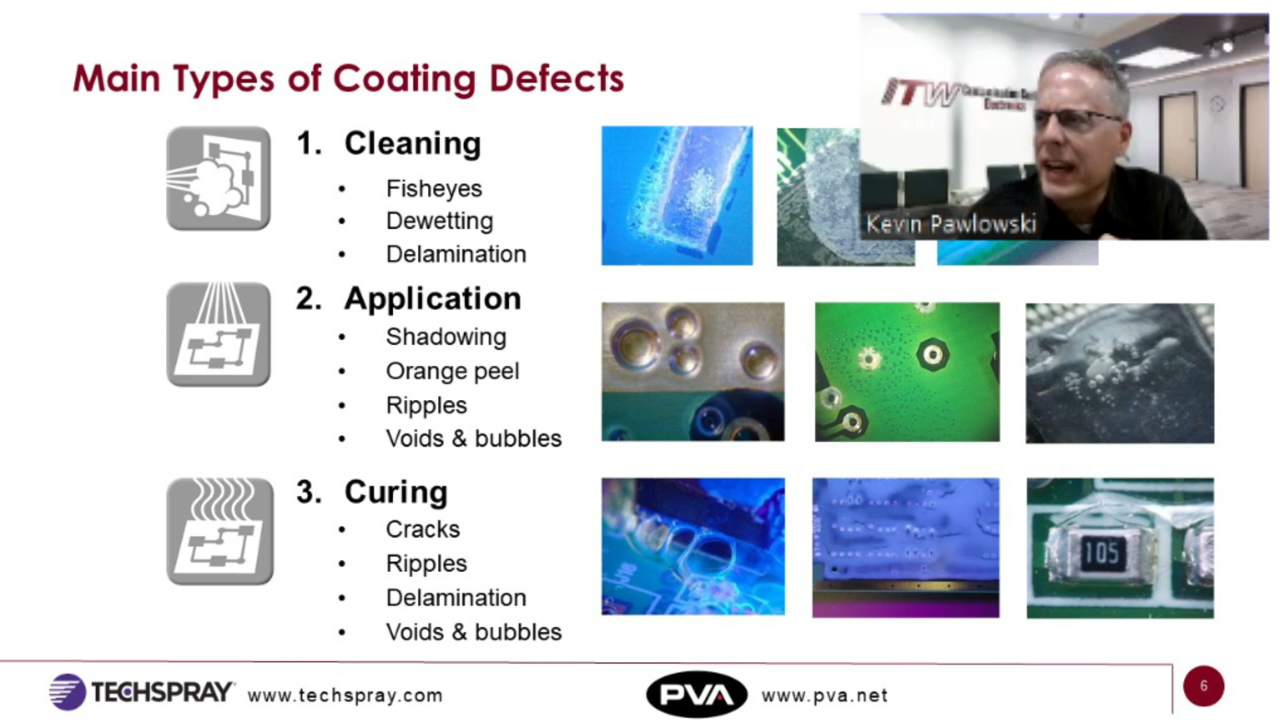 Main Types of Coating Defects
1. Cleaning
• Fisheyes
• Dewetting
• Delamination
2. Application
• Shadowing
• Orange peel
• Ripples
• Voids & bubbles
3. Curing
• Cracks
• Ripples
• Delamination
• Voids & bubbles
ITW
Electronics
Kevin Pawlowski
105
TECHSPRAY
www.techspray.com
PVA
www.pva.net
6